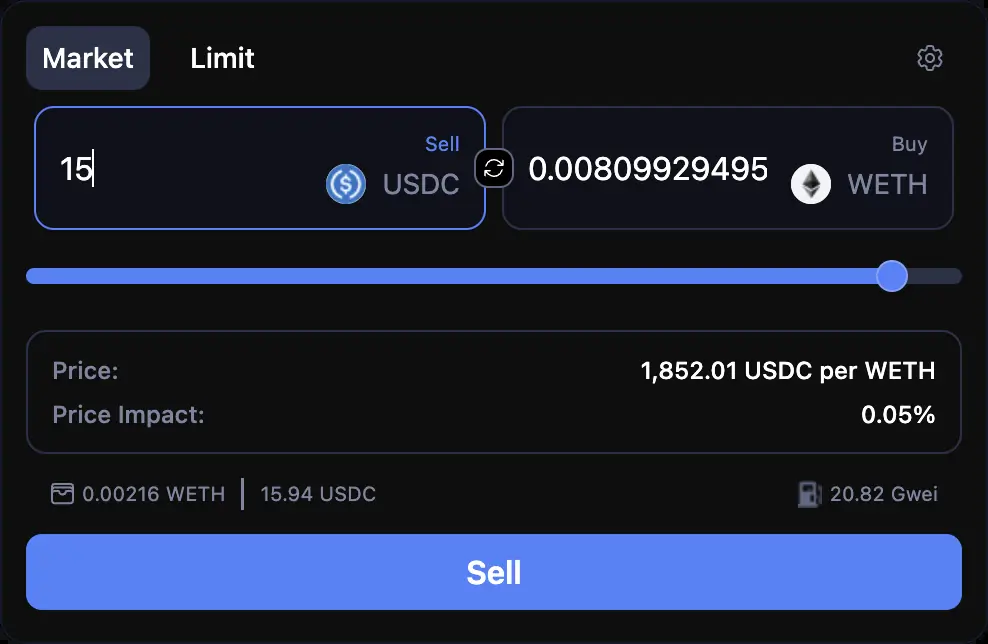 Market Limit
Sell
15
USDC
Buy
0.00809929495
WETH
Price: 1,852.01 USDC per WETH
Price Impact: 0.05%
0.00216 WETH | 15.94 USDC 20.82 Gwei
Sell